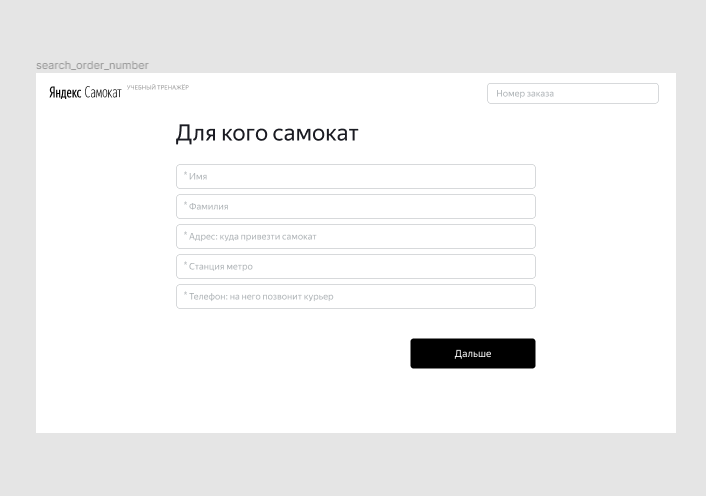 search_order_number
Яндекс Самокат УЧЕБНЫЙ ТРЕНАЖЁР
Номер заказа
Для кого самокат
* Имя
* Фамилия
* Адрес: куда привезти самокат
* Станция метро
* Телефон: на него позвонит курьер
Дальше